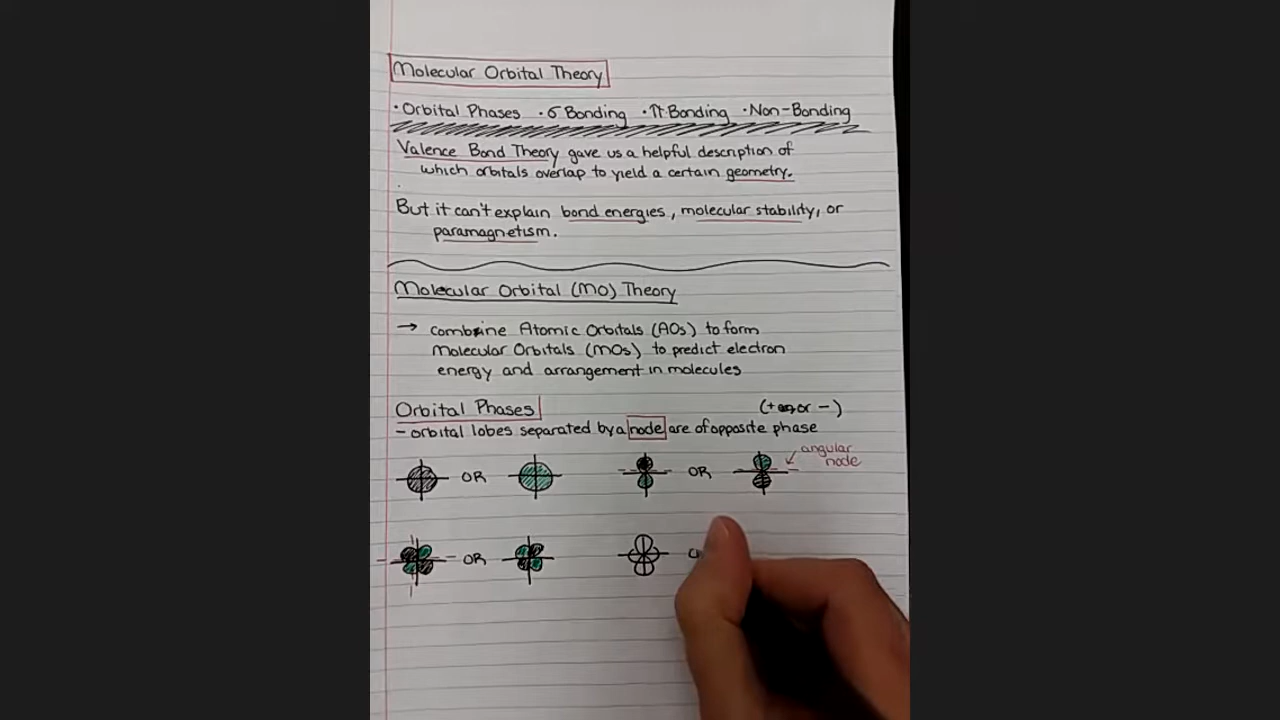 Molecular Orbital Theory
• Orbital Phases • σ Bonding • π Bonding • Non-Bonding
Valence Bond Theory gave us a helpful description of
which orbitals overlap to yield a certain geometry.
But it can't explain bond energies, molecular stability, or
paramagnetism.
Molecular Orbital (MO) Theory
→ combine Atomic Orbitals (AOs) to form
Molecular Orbitals (MOs) to predict electron
energy and arrangement in molecules
Orbital Phases (+ or -)
- orbital lobes separated by a node are of opposite phase
OR OR angular
node
OR